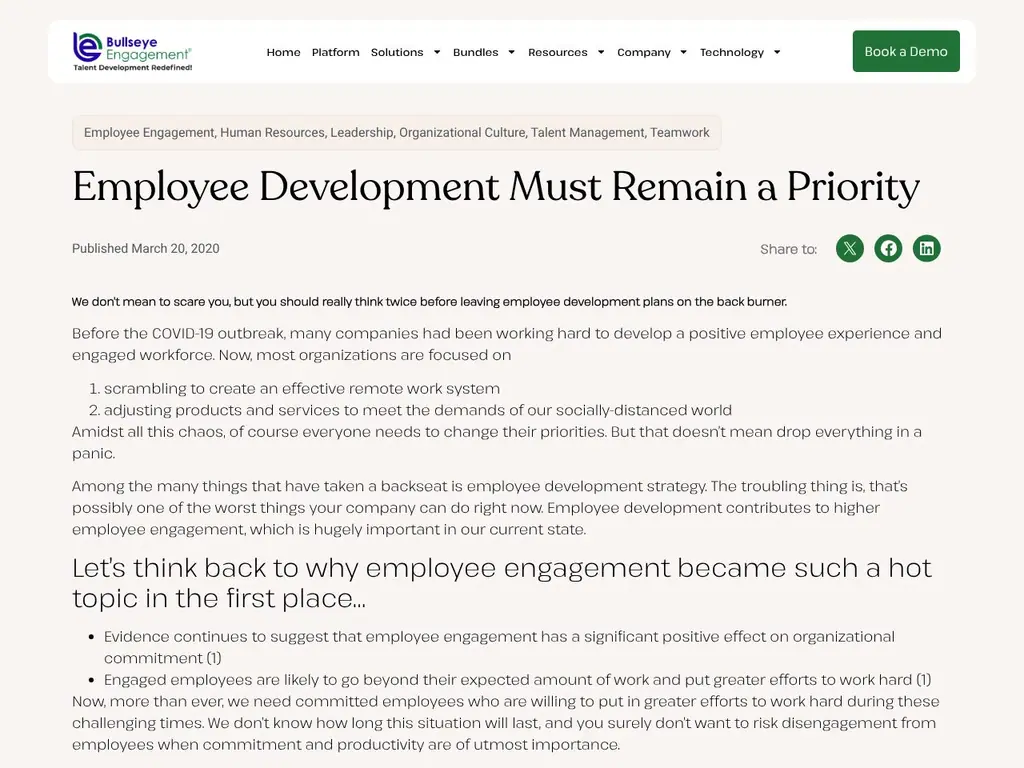 Bullseye
Engagement®
Talent Development Redefined!
Home Platform Solutions Bundles Resources Company Technology
Book a Demo
Employee Engagement, Human Resources, Leadership, Organizational Culture, Talent Management, Teamwork
Employee Development Must Remain a Priority
Published March 20, 2020
Share to:
We don't mean to scare you, but you should really think twice before leaving employee development plans on the back burner.
Before the COVID-19 outbreak, many companies had been working hard to develop a positive employee experience and
engaged workforce. Now, most organizations are focused on
1. scrambling to create an effective remote work system
2. adjusting products and services to meet the demands of our socially-distanced world
Amidst all this chaos, of course everyone needs to change their priorities. But that doesn't mean drop everything in a
panic.
Among the many things that have taken a backseat is employee development strategy. The troubling thing is, that's
possibly one of the worst things your company can do right now. Employee development contributes to higher
employee engagement, which is hugely important in our current state.
Let's think back to why employee engagement became such a hot
topic in the first place…
• Evidence continues to suggest that employee engagement has a significant positive effect on organizational
commitment (1)
• Engaged employees are likely to go beyond their expected amount of work and put greater efforts to work hard (1)
Now, more than ever, we need committed employees who are willing to put in greater efforts to work hard during these
challenging times. We don't know how long this situation will last, and you surely don't want to risk disengagement from
employees when commitment and productivity are of utmost importance.